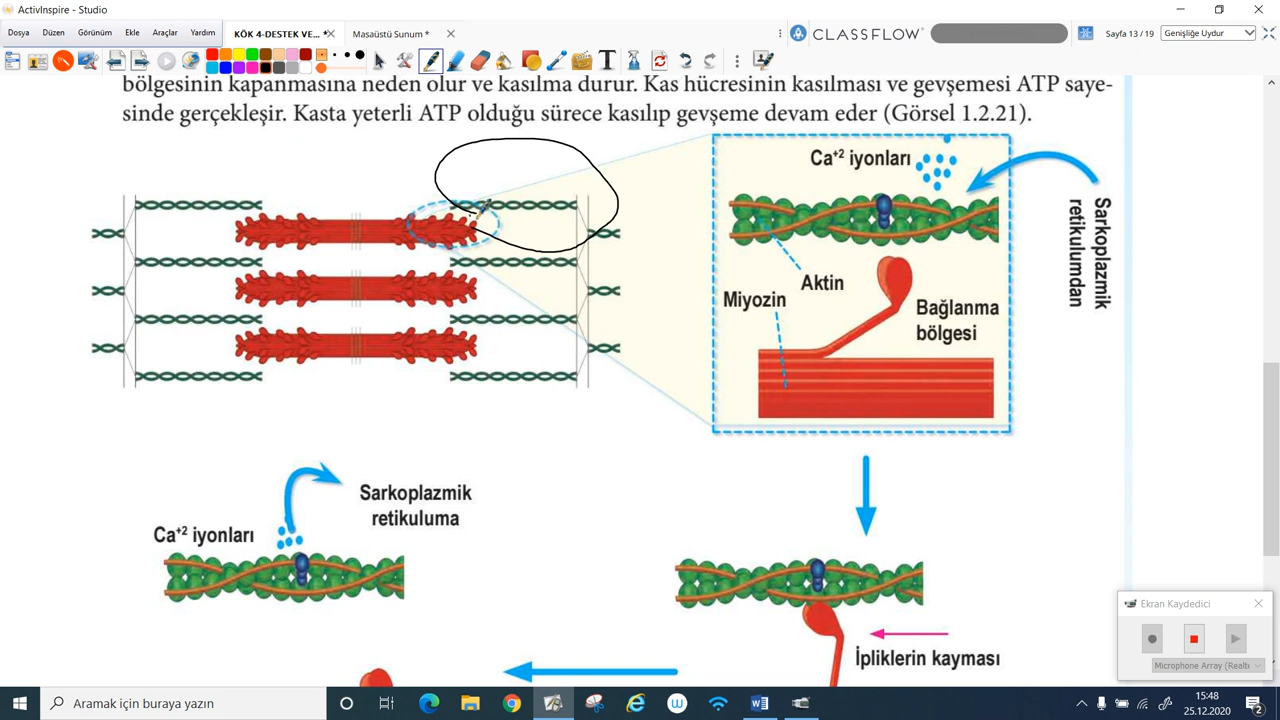 ActivInspire - Studio
Dosya Düzen Görünüm Ekle Araçlar Yardım
KÖK 4-DESTEK VE... *
Masaüstü Sunum *
CLASSFLOW
Sayfa 13 / 19
Genişliğe Uydur
bölgesinin kapanmasına neden olur ve kasılma durur. Kas hücresinin kasılması ve gevşemesi ATP saye-
sinde gerçekleşir. Kasta yeterli ATP olduğu sürece kasılıp gevşeme devam eder (Görsel 1.2.21).
Ca+2 iyonları
Sarkoplazmik
retikulumdan
Aktin
Miyozin
Bağlanma
bölgesi
Sarkoplazmik
retikuluma
Ca+2 iyonları
İpliklerin kayması
Ekran Kaydedici
Microphone Array (Realt
Aramak için buraya yazın
15:48
25.12.2020
2